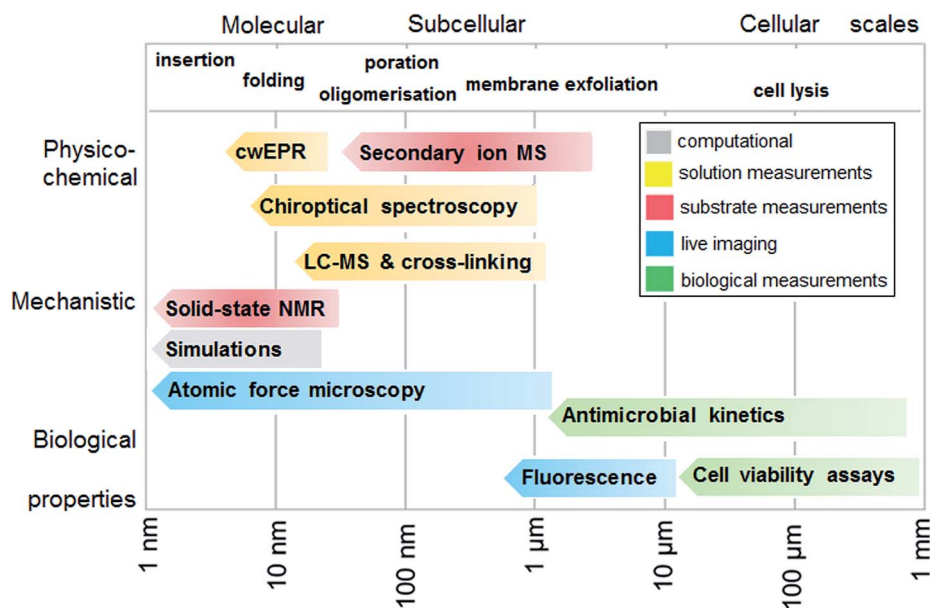 Molecular Subcellular Cellular scales
insertion
folding
poration
oligomerisation
membrane exfoliation
cell lysis
Physico-
chemical
Mechanistic
Biological
properties
cwEPR
Secondary ion MS
Chiroptical spectroscopy
LC-MS & cross-linking
Solid-state NMR
Simulations
Atomic force microscopy
Antimicrobial kinetics
Fluorescence
Cell viability assays
computational
solution measurements
substrate measurements
live imaging
biological measurements
1 nm
10 nm
100 nm
1 µm
10 µm
100 µm
1 mm